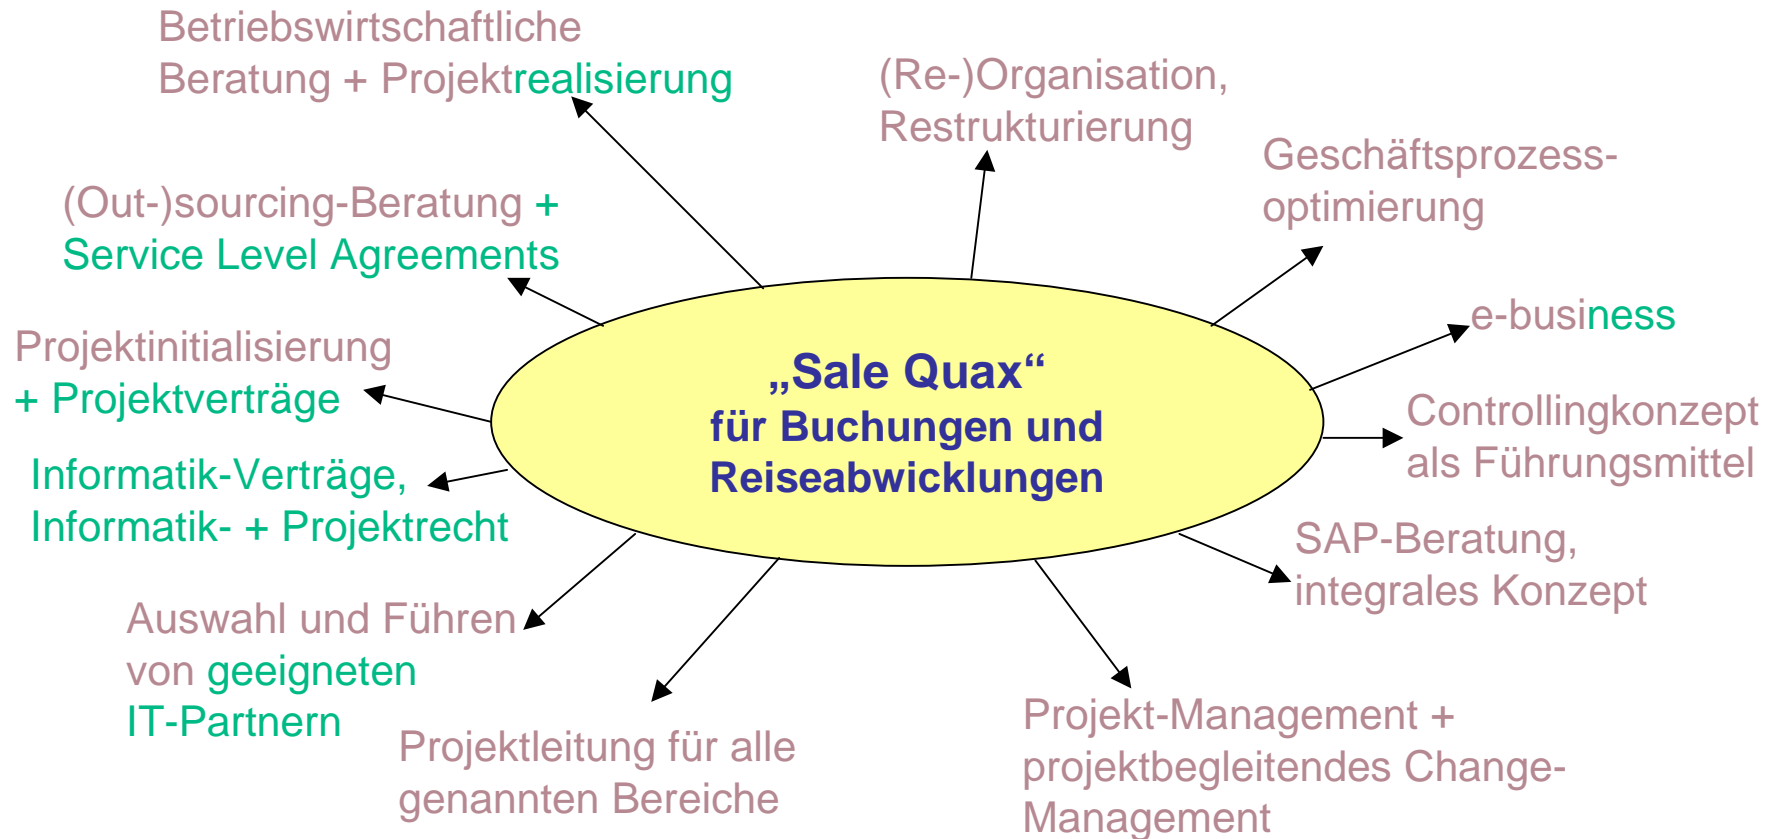 Betriebswirtschaftliche
Beratung + Projektrealisierung
(Re-)Organisation,
Restrukturierung
Geschäftsprozess-
optimierung
(Out-)sourcing-Beratung +
Service Level Agreements
e-business
Projektinitialisierung
+ Projektverträge
„Sale Quax“
für Buchungen und
Reiseabwicklungen
Controllingkonzept
als Führungsmittel
Informatik-Verträge,
Informatik- + Projektrecht
SAP-Beratung,
integrales Konzept
Auswahl und Führen
von geeigneten
IT-Partnern
Projektleitung für alle
genannten Bereiche
Projekt-Management +
projektbegleitendes Change-
Management